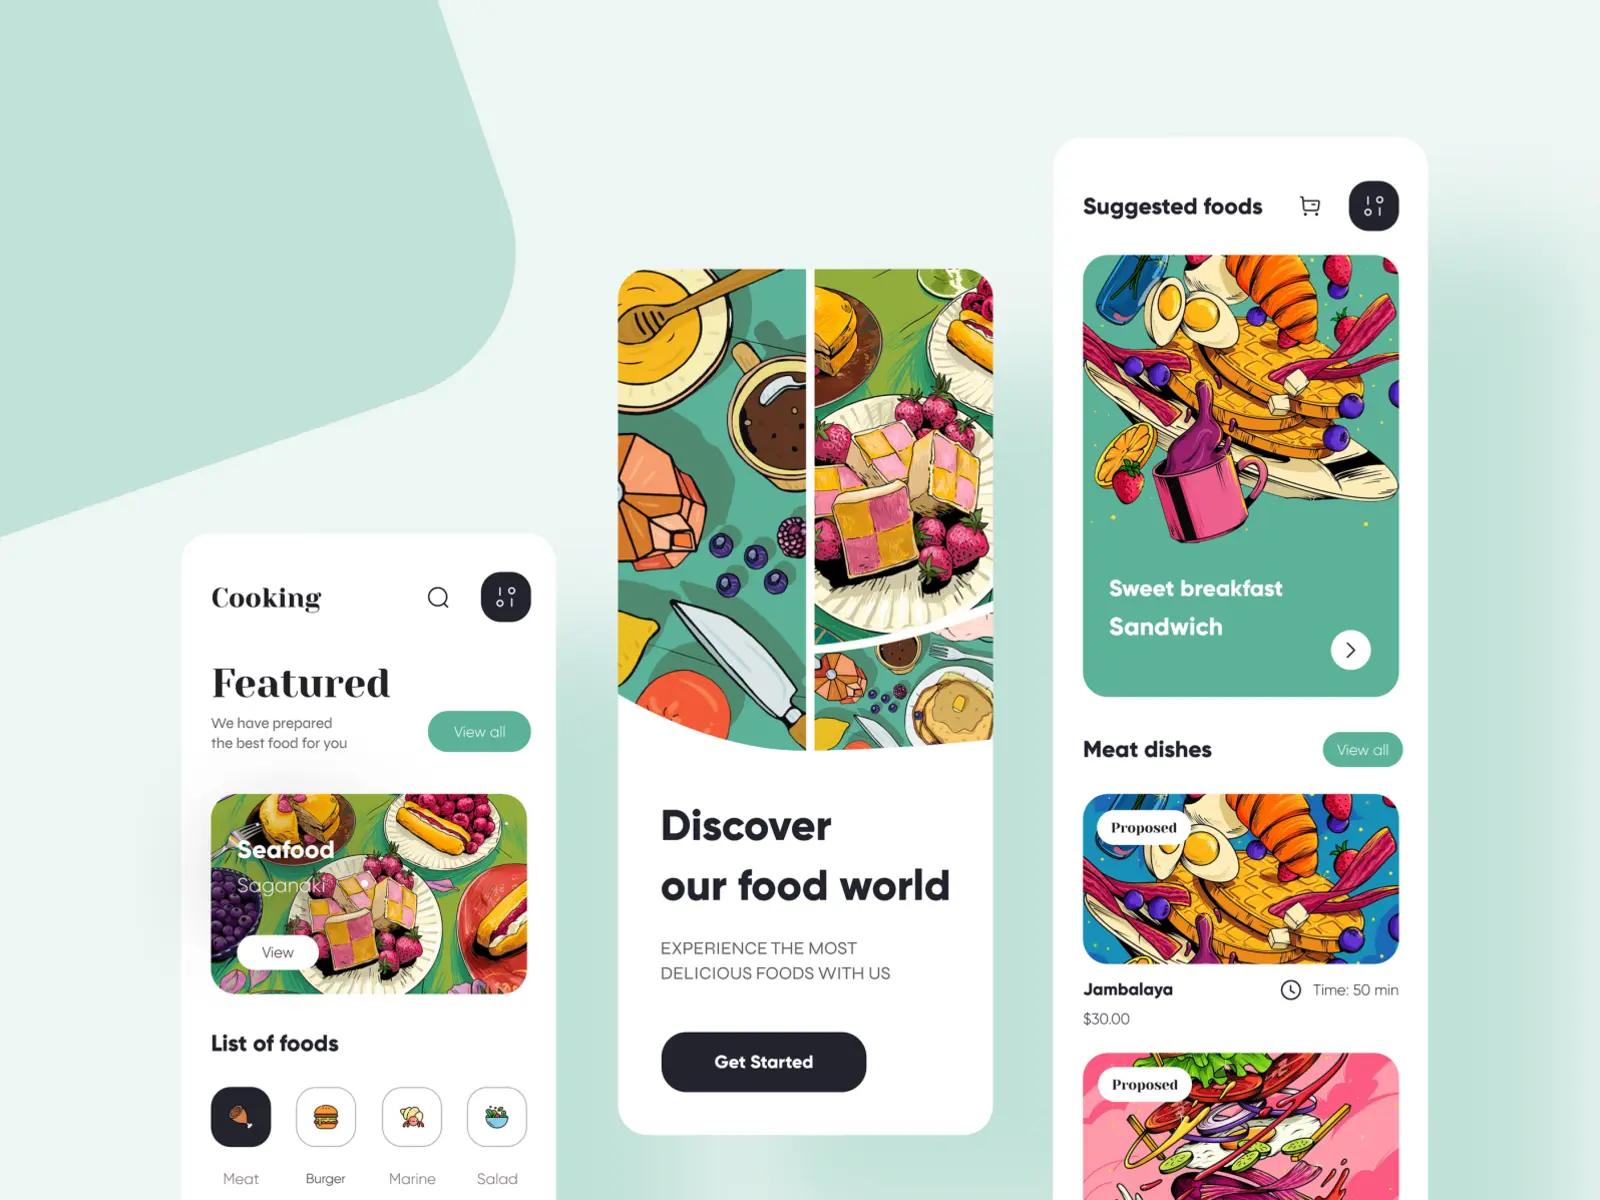 Cooking
Featured
We have prepared
the best food for you
View all
Seafood
Saganaki
View
List of foods
Meat
Burger
Marine
Salad
Discover
our food world
EXPERIENCE THE MOST
DELICIOUS FOODS WITH US
Get Started
Suggested foods
Sweet breakfast
Sandwich
Meat dishes
View all
Proposed
Jambalaya
Time: 50 min
$30.00
Proposed